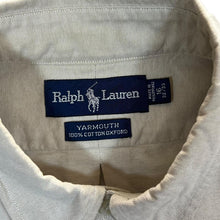 Ralph Lauren
16
YARMOUTH
100% COTTON OXFORD